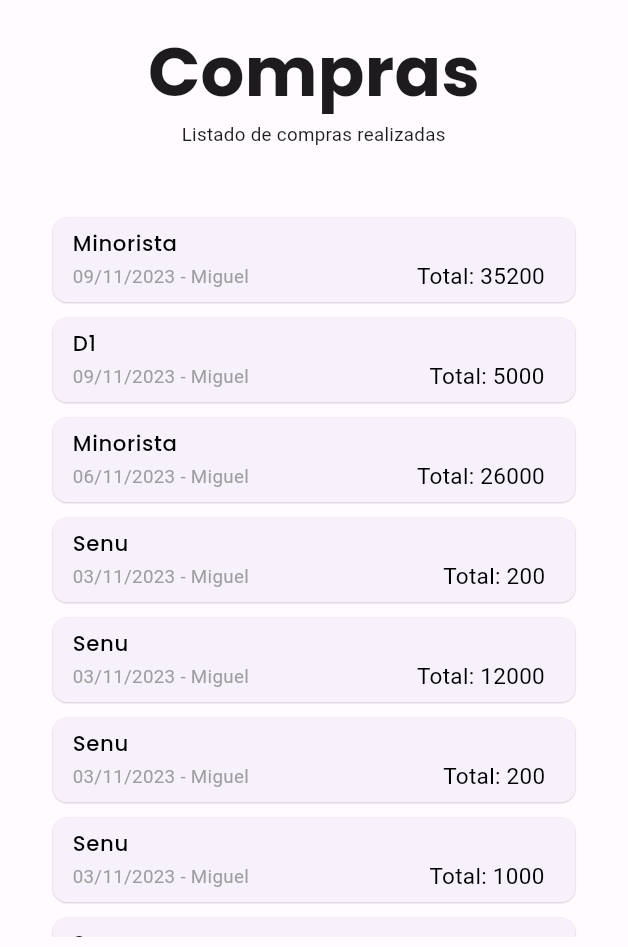 Compras
Listado de compras realizadas
Minorista
09/11/2023 - Miguel Total: 35200
D1
09/11/2023 - Miguel Total: 5000
Minorista
06/11/2023 - Miguel Total: 26000
Senu
03/11/2023 - Miguel Total: 200
Senu
03/11/2023 - Miguel Total: 12000
Senu
03/11/2023 - Miguel Total: 200
Senu
03/11/2023 - Miguel Total: 1000